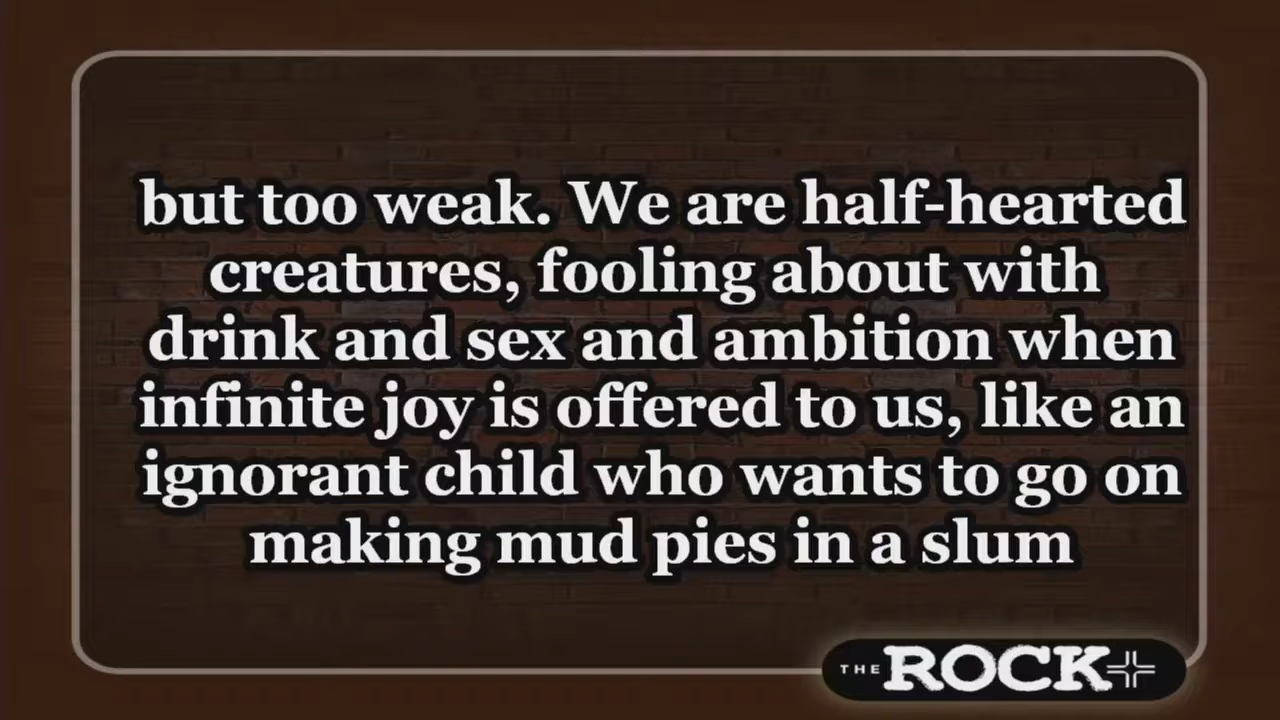 but too weak. We are half-hearted
creatures, fooling about with
drink and sex and ambition when
infinite joy is offered to us, like an
ignorant child who wants to go on
making mud pies in a slum
THE ROCK